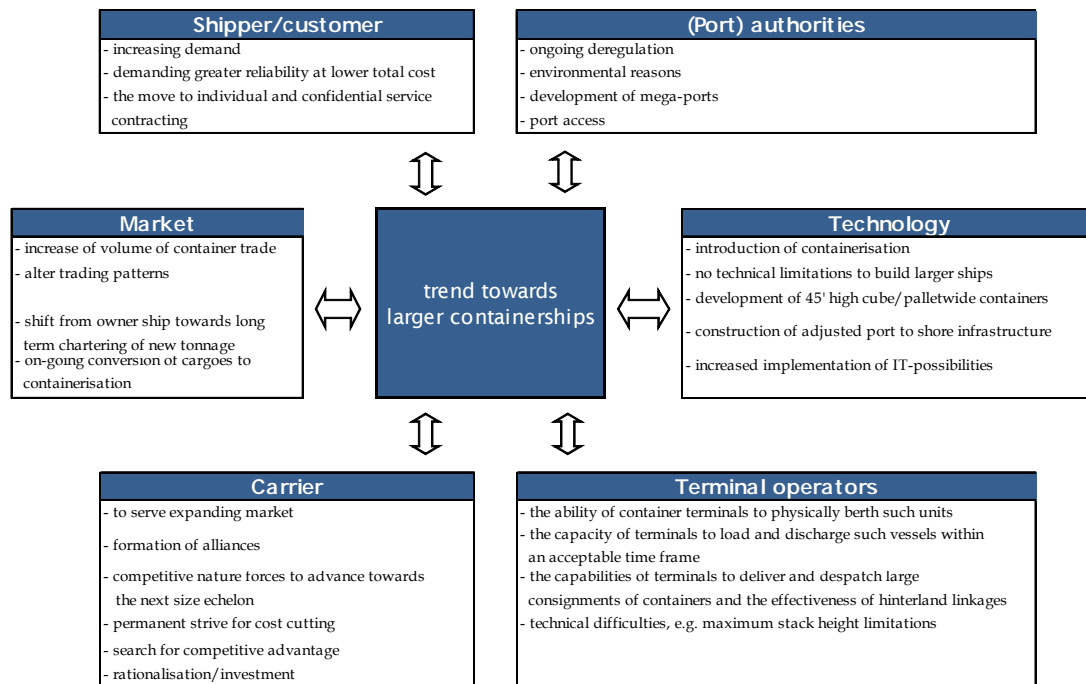 Shipper/customer
- increasing demand
- demanding greater reliability at lower total cost
- the move to individual and confidential service
contracting
(Port) authorities
- ongoing deregulation
- environmental reasons
- development of mega-ports
- port access
Market
- increase of volume of container trade
- alter trading patterns
- shift from owner ship towards long
term chartering of new tonnage
- on-going conversion of cargoes to
containerisation
trend towards
larger containerships
Technology
- introduction of containerisation
- no technical limitations to build larger ships
- development of 45' high cube/palletwide containers
- construction of adjusted port to shore infrastructure
- increased implementation of IT-possibilities
Carrier
- to serve expanding market
- formation of alliances
- competitive nature forces to advance towards
the next size echelon
- permanent strive for cost cutting
- search for competitive advantage
- rationalisation/investment
Terminal operators
- the ability of container terminals to physically berth such units
- the capacity of terminals to load and discharge such vessels within
an acceptable time frame
- the capabilities of terminals to deliver and despatch large
consignments of containers and the effectiveness of hinterland linkages
- technical difficulties, e.g. maximum stack height limitations